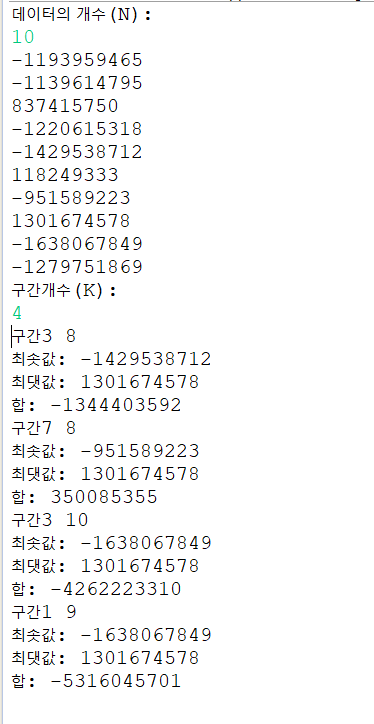 데이터의 개수(N):
10
-1193959465
-1139614795
837415750
-1220615318
-1429538712
118249333
-951589223
1301674578
-1638067849
-1279751869
구간개수(K):
4
구간3 8
최솟값: -1429538712
최댓값: 1301674578
합: -1344403592
구간7 8
최솟값: -951589223
최댓값: 1301674578
합: 350085355
구간3 10
최솟값: -1638067849
최댓값: 1301674578
합: -4262223310
구간1 9
최솟값: -1638067849
최댓값: 1301674578
합: -5316045701